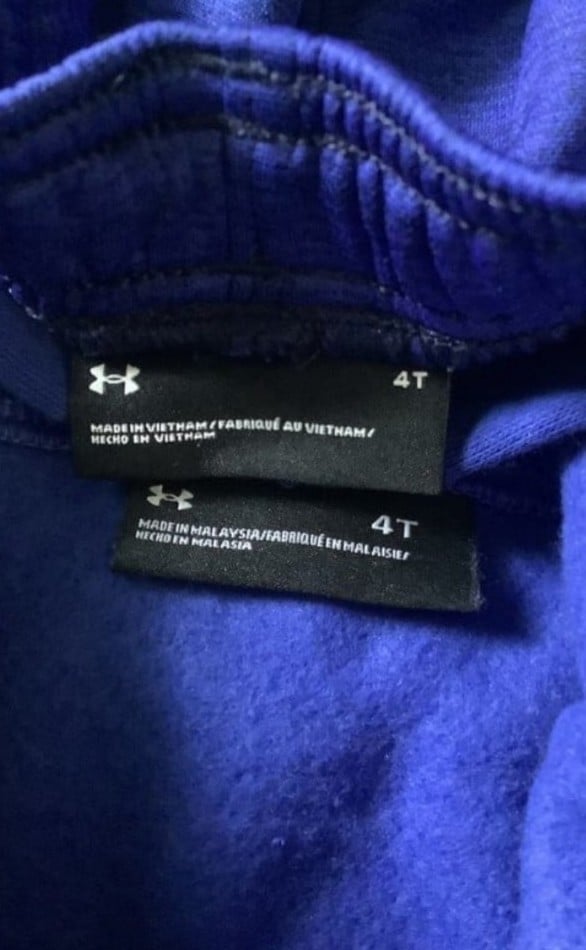 4T
MADE IN VIETNAM/FABRIQUÉ AU VIETNAM/
HECHO EN VIETNAM
4T
MADE IN MALAYSIA/FABRIQUÉ EN MALAISIE/
HECHO EN MALASIA